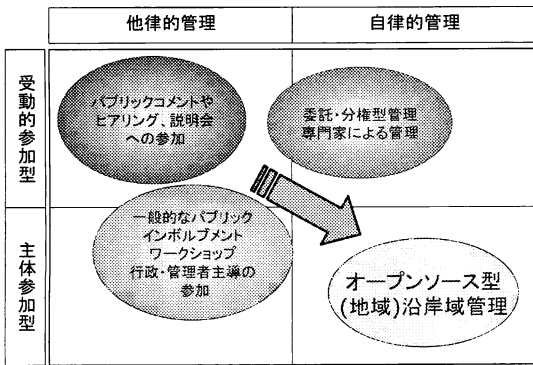 他律的管理
自律的管理
受動的参加型
パブリックコメントや
ヒアリング、説明会
への参加
委託・分権型管理
専門家による管理
主体参加型
一般的なパブリック
インボルブメント
ワークショップ
行政・管理者主導の
参加
オープンソース型
(地域)沿岸域管理